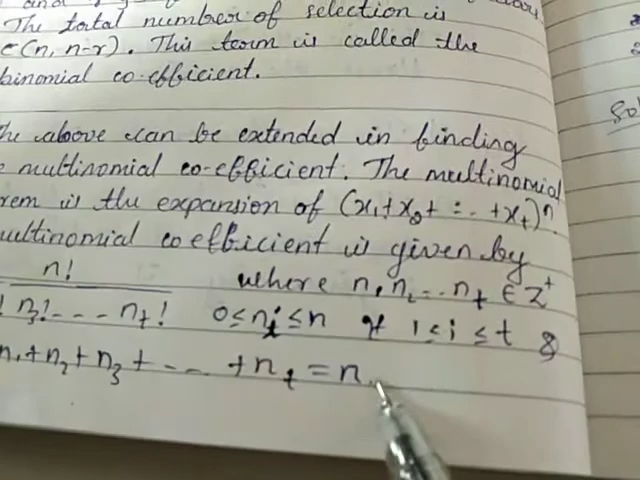 The total number of selection is
c(n, n-r). This term is called the
binomial co-efficient.
The above can be extended in finding
multinomial co-efficient. The multinomial
is the expansion of (x₁+x₂+ : .. +xₜ)ⁿ.
multinomial coefficient is given by
n! where n₁ n₂ ... nₜ ∈ Z⁺
! n₃! - - - nₜ! 0≤nᵢ≤n 1≤i≤t &
n₁+n₂+n₃+ - - - +nₜ = n.